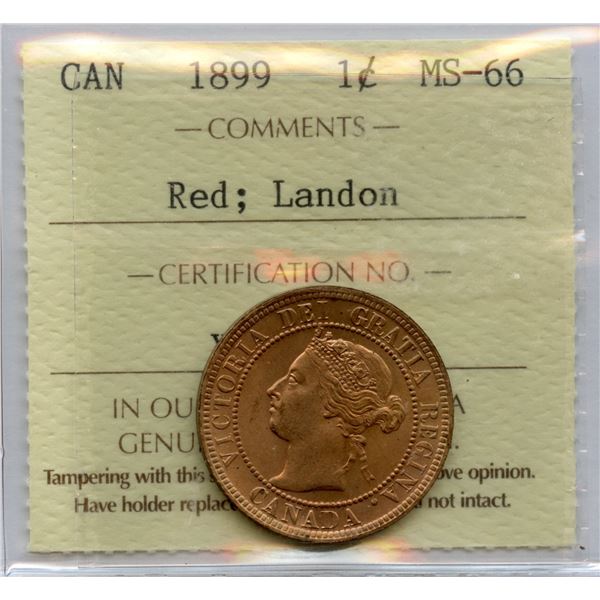 CAN 1899 1¢ MS-66
COMMENTS
Red; Landon
CERTIFICATION NO.
VICTORIA DEI GRATIA REGINA.
CANADA
IN OU
GENU
Tampering with this ove opinion.
Have holder replac not intact.